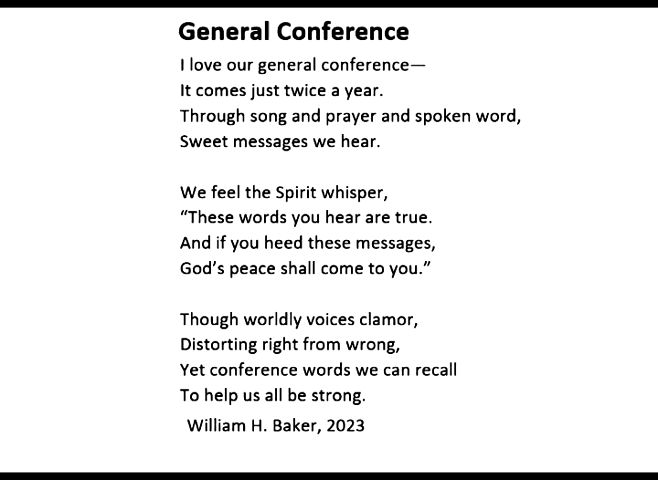 General Conference
I love our general conference—
It comes just twice a year.
Through song and prayer and spoken word,
Sweet messages we hear.

We feel the Spirit whisper,
“These words you hear are true.
And if you heed these messages,
God’s peace shall come to you.”

Though worldly voices clamor,
Distorting right from wrong,
Yet conference words we can recall
To help us all be strong.
William H. Baker, 2023